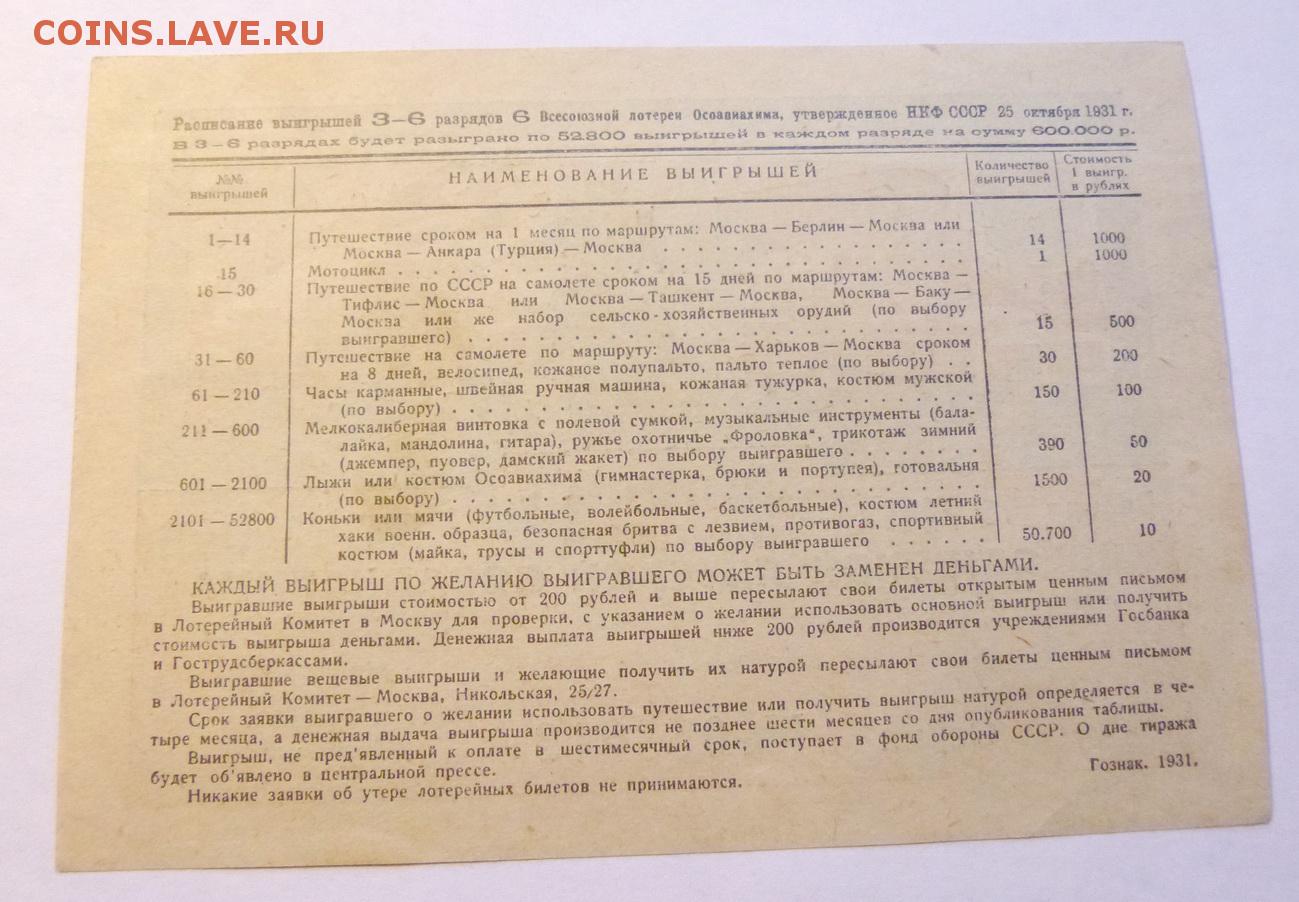 COINS.LAVE.RU
Расписание выигрышей 3—6 разрядов 6 Всесоюзной лотереи Осоавиахима, утвержденное НКФ СССР 25 октября 1931 г.
В 3—6 разрядах будет разыграно по 52.800 выигрышей в каждом разряде на сумму 600.000 р.
№№ выигрышей
НАИМЕНОВАНИЕ ВЫИГРЫШЕЙ
Количество выигрышей
Стоимость 1 выигр. в рублях
1—14 Путешествие сроком на 1 месяц по маршрутам: Москва — Берлин — Москва или
Москва — Анкара (Турция) — Москва 14 1000
15 Мотоцикл 1 1000
16—30 Путешествие по СССР на самолете сроком на 15 дней по маршрутам: Москва —
Тифлис — Москва или Москва — Ташкент — Москва, Москва — Баку —
Москва или же набор сельско-хозяйственных орудий (по выбору
выигравшего) 15 500
31—60 Путешествие на самолете по маршруту: Москва — Харьков — Москва сроком
на 8 дней, велосипед, кожаное полупальто, пальто теплое (по выбору) 30 200
61—210 Часы карманные, швейная ручная машина, кожаная тужурка, костюм мужской
(по выбору) 150 100
211—600 Мелкокалиберная винтовка с полевой сумкой, музыкальные инструменты (бала-
лайка, мандолина, гитара), ружье охотничье „Фроловка“, трикотаж зимний
(джемпер, пуовер, дамский жакет) по выбору выигравшего 390 50
601—2100 Лыжи или костюм Осоавиахима (гимнастерка, брюки и портупея), готовальня
(по выбору) 1500 20
2101—52800 Коньки или мячи (футбольные, волейбольные, баскетбольные), костюм летний
хаки военн. образца, безопасная бритва с лезвием, противогаз, спортивный
костюм (майка, трусы и спорттуфли) по выбору выигравшего 50.700 10
КАЖДЫЙ ВЫИГРЫШ ПО ЖЕЛАНИЮ ВЫИГРАВШЕГО МОЖЕТ БЫТЬ ЗАМЕНЕН ДЕНЬГАМИ.
Выигравшие выигрыши стоимостью от 200 рублей и выше пересылают свои билеты открытым ценным письмом
в Лотерейный Комитет в Москву для проверки, с указанием о желании использовать основной выигрыш или получить
стоимость выигрыша деньгами. Денежная выплата выигрышей ниже 200 рублей производится учреждениями Госбанка
и Гострудсберкассами.
Выигравшие вещевые выигрыши и желающие получить их натурой пересылают свои билеты ценным письмом
в Лотерейный Комитет — Москва, Никольская, 25/27.
Срок заявки выигравшего о желании использовать путешествие или получить выигрыш натурой определяется в че-
тыре месяца, а денежная выдача выигрыша производится не позднее шести месяцев со дня опубликования таблицы.
Выигрыш, не пред'явленный к оплате в шестимесячный срок, поступает в фонд обороны СССР. О дне тиража
будет об'явлено в центральной прессе.
Никакие заявки об утере лотерейных билетов не принимаются.
Гознак. 1931.